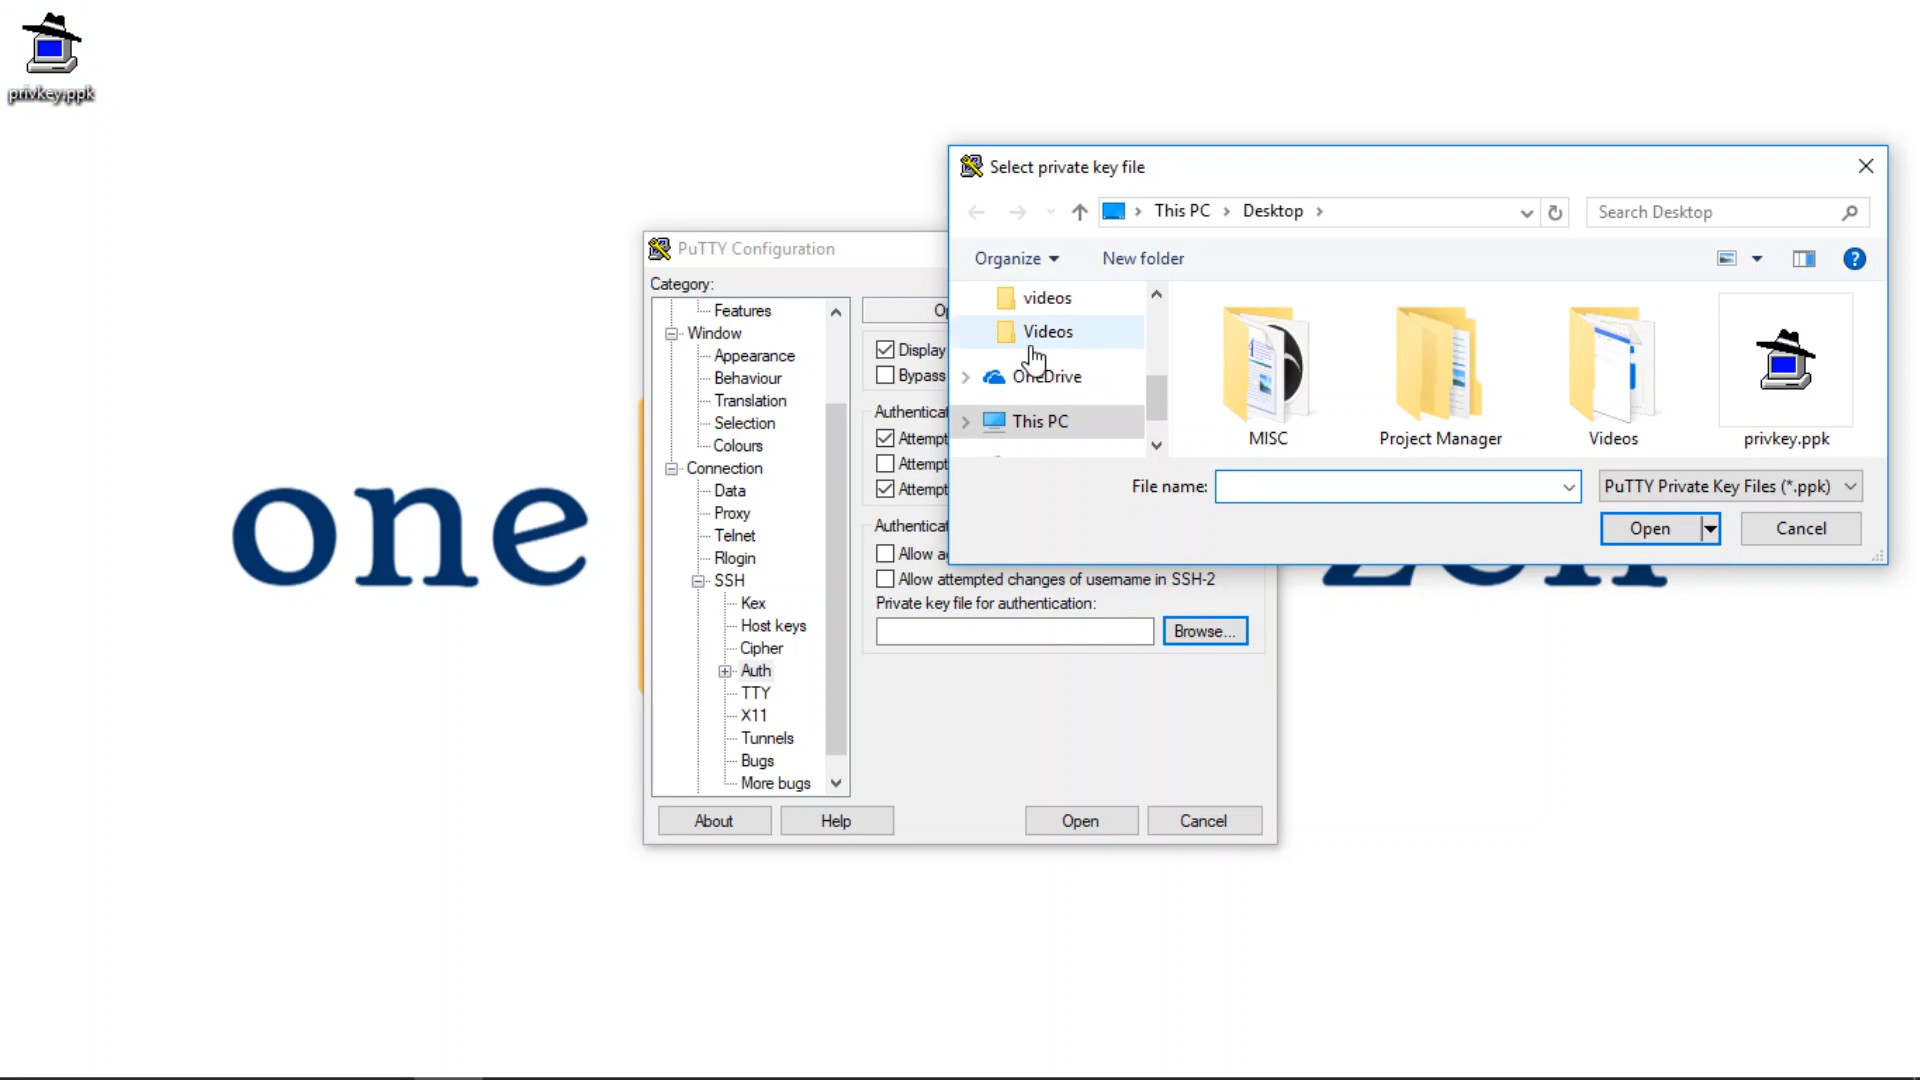 privkey.ppk
Select private key file
This PC
Desktop
Search Desktop
Organize
New folder
videos
Videos
OneDrive
This PC
MISC
Project Manager
Videos
privkey.ppk
File name:
PuTTY Private Key Files (*.ppk)
Open
Cancel
PuTTY Configuration
Category:
Features
Window
Appearance
Behaviour
Translation
Selection
Colours
Connection
Data
Proxy
Telnet
Rlogin
SSH
Kex
Host keys
Cipher
Auth
TTY
X11
Tunnels
Bugs
More bugs
Display
Bypass
Attempt
Attempt
Attempt
Allow
Allow attempted changes of username in SSH-2
Private key file for authentication:
Browse...
About
Help
Open
Cancel
one